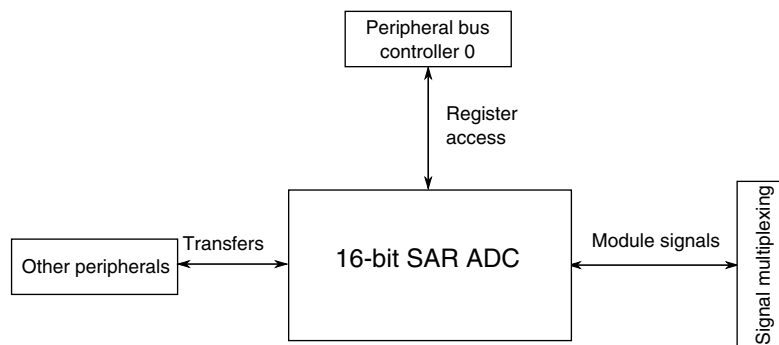 Peripheral bus
controller 0
Register
access
Transfers
Other peripherals
16-bit SAR ADC
Module signals
Signal multiplexing